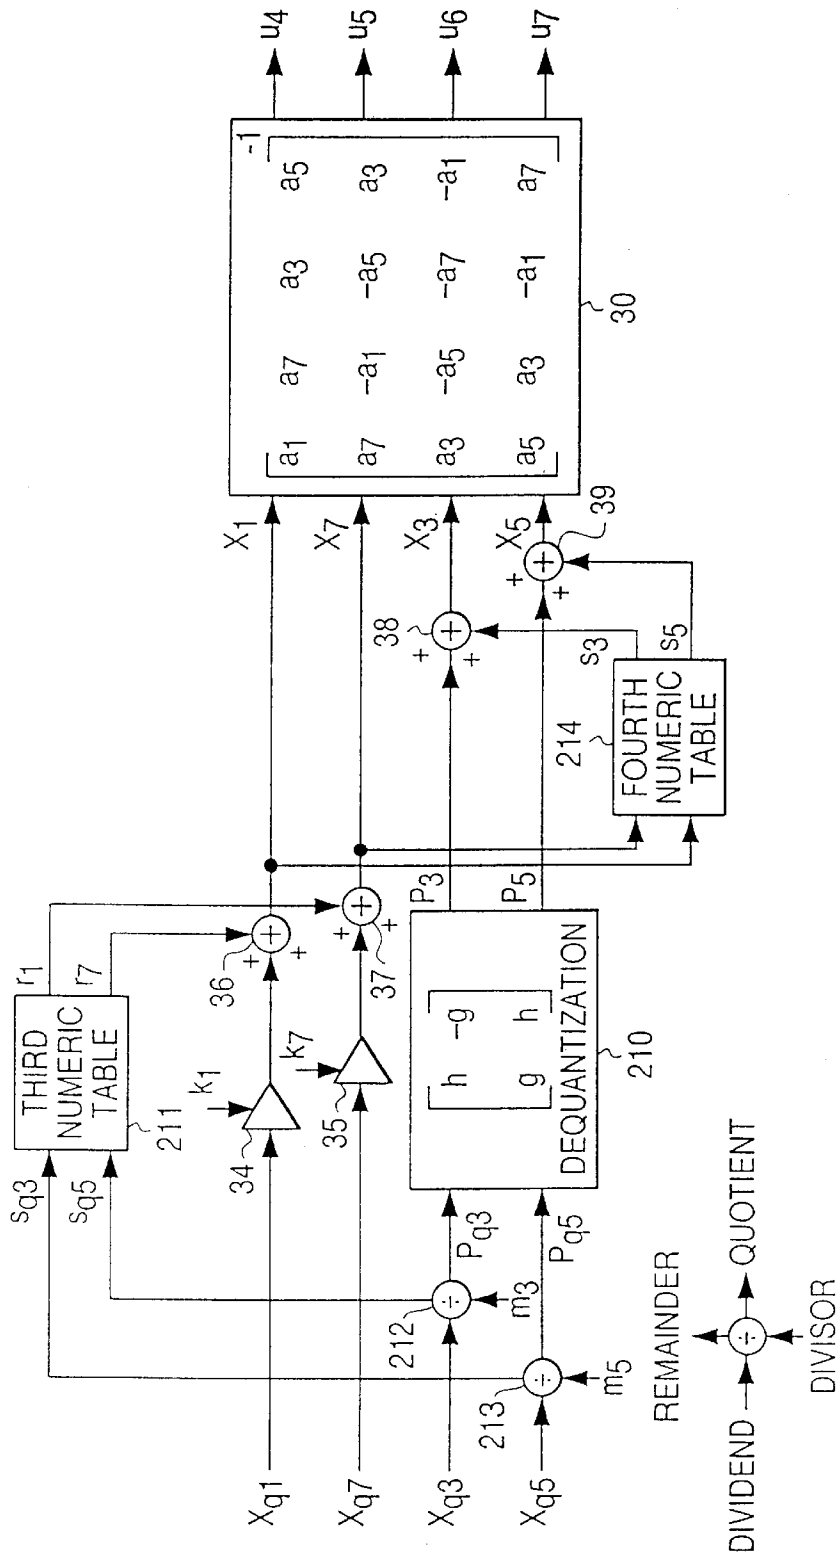 Xq1
Xq7
Xq3
Xq5
213
÷
m5
212
÷
m3
sq3
sq5
THIRD
NUMERIC
TABLE
211
r1
r7
34
k1
35
k7
36
+
+
+
37
+
+
+
Pq3
Pq5
h -g
g h
DEQUANTIZATION
210
P3
P5
FOURTH
NUMERIC
TABLE
214
s3
s5
38
+
+
+
39
+
+
+
X1
X7
X3
X5
a1 a7 a3 a5
a7 -a1 -a5 a3
a3 -a5 -a7 -a1
a5 a3 -a1 a7
-1
30
u4
u5
u6
u7
REMAINDER
DIVIDEND ÷ QUOTIENT
DIVISOR